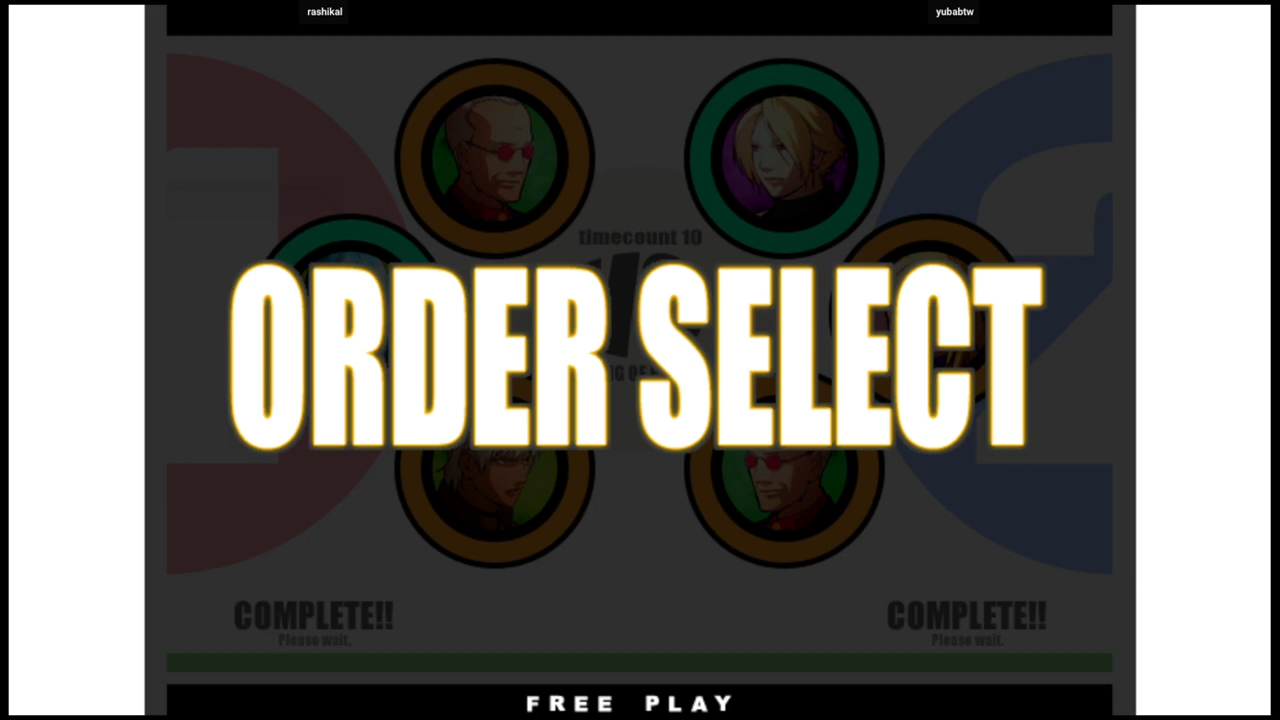 rashikal
yubabtw
timecount 10
ORDER SELECT
COMPLETE!!
Please wait.
COMPLETE!!
Please wait.
FREE PLAY